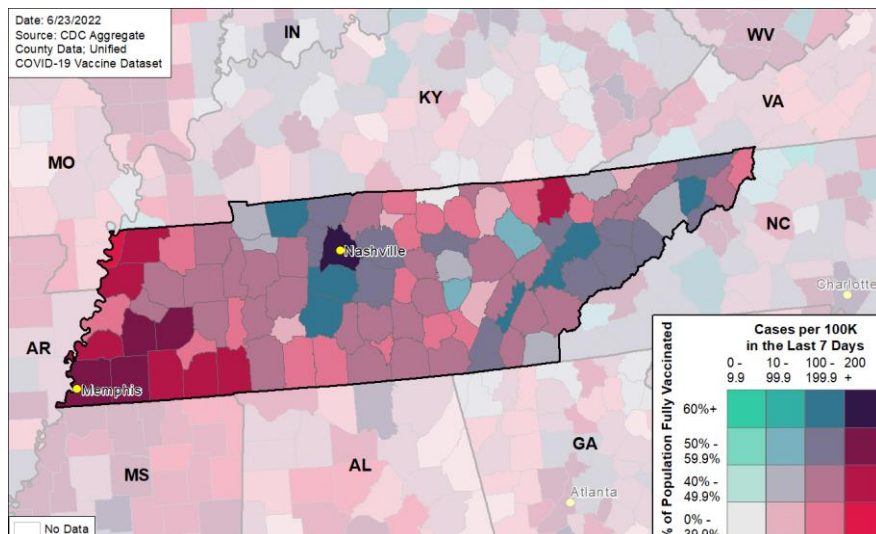 Date: 6/23/2022
Source: CDC Aggregate
County Data; Unified
COVID-19 Vaccine Dataset
IN
WV
KY
VA
MO
Nashville
NC
Charlotte
AR
Memphis
MS
AL
GA
Atlanta
No Data
Cases per 100K
in the Last 7 Days
0 -
9.9
10 -
99.9
100 -
199.9
200
+
% of Population Fully Vaccinated
60%+
50% -
59.9%
40% -
49.9%
0% -
39.9%